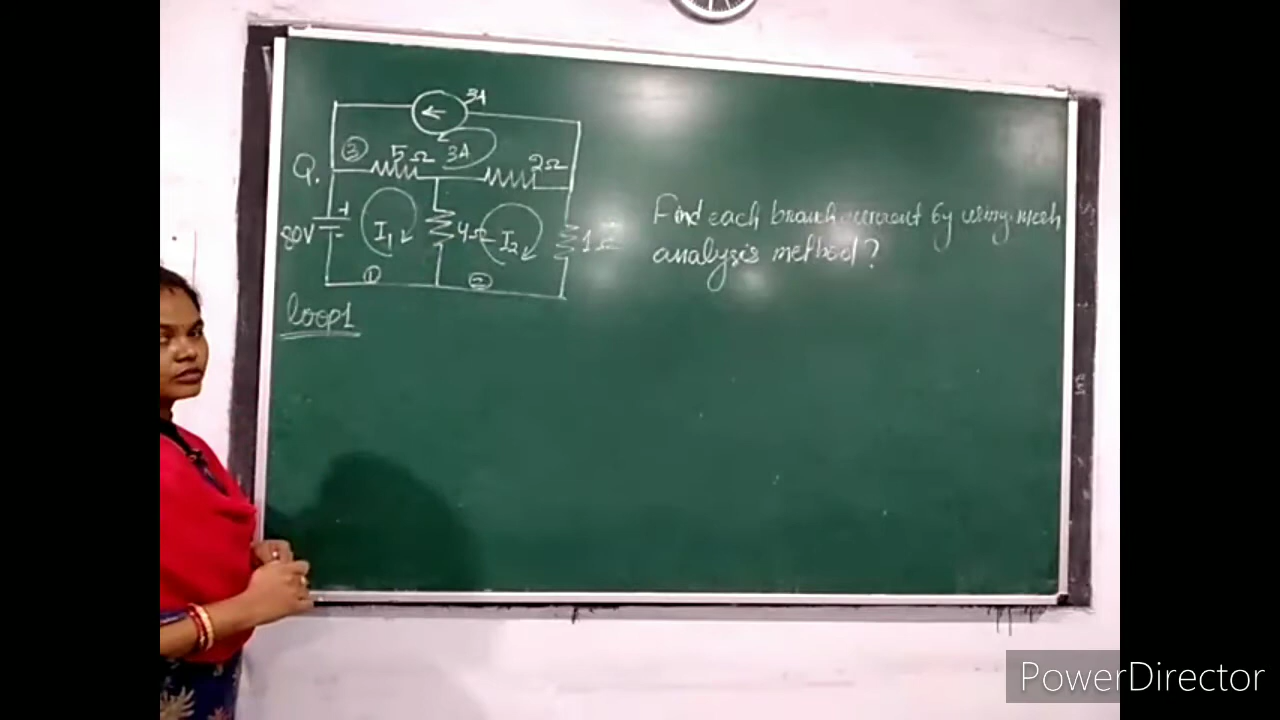 3A
③ 5Ω 3A 2Ω
Q.
+
80V I₁ 4Ω I₂ 1Ω
-
① ②
loop1
Find each branch current by using mesh
analysis method?
PowerDirector